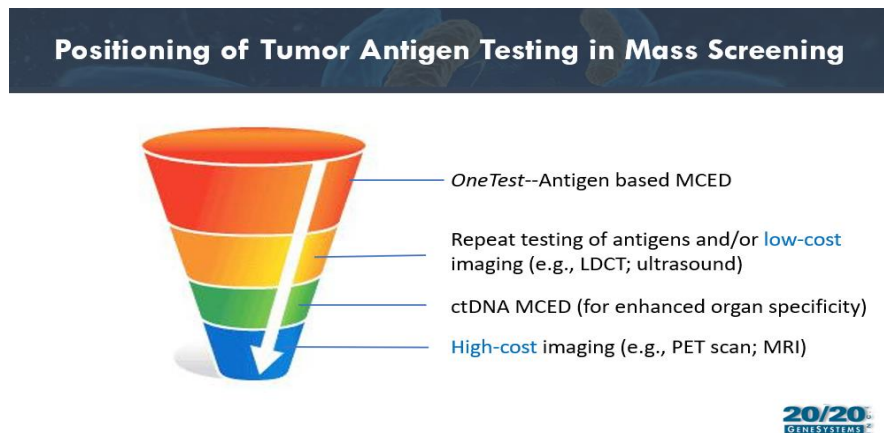 Positioning of Tumor Antigen Testing in Mass Screening
OneTest--Antigen based MCED
Repeat testing of antigens and/or low-cost
imaging (e.g., LDCT; ultrasound)
ctDNA MCED (for enhanced organ specificity)
High-cost imaging (e.g., PET scan; MRI)
20/20
GENESYSTEMS